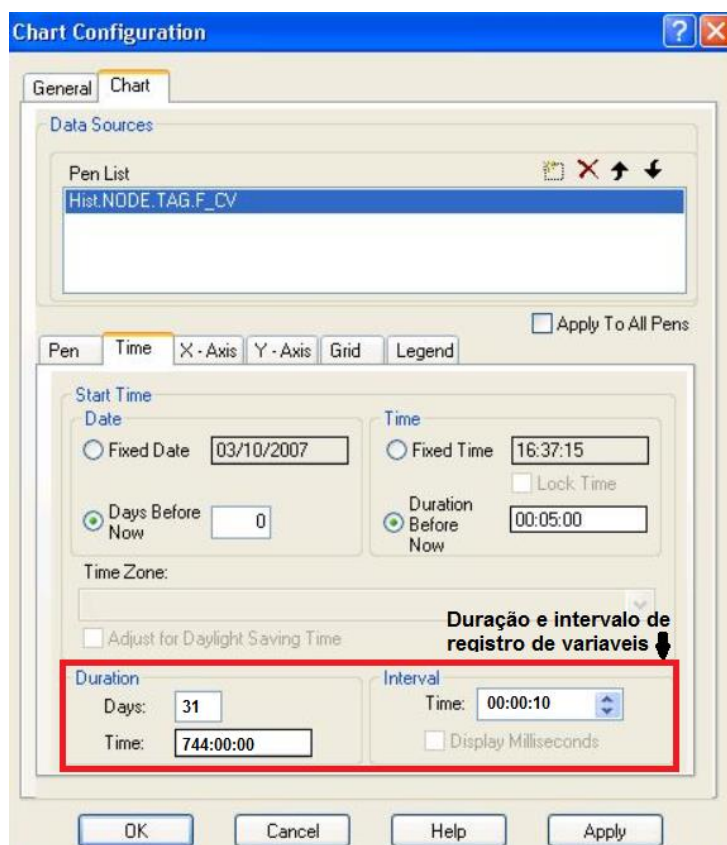 Chart Configuration
General Chart
Data Sources
Pen List
Hist.NODE.TAG.F_CV
Apply To All Pens
Pen Time X - Axis Y - Axis Grid Legend
Start Time
Date
Fixed Date 03/10/2007
Days Before
Now
0
Time
Fixed Time 16:37:15
Lock Time
Duration
Before
Now
00:05:00
Time Zone:
Adjust for Daylight Saving Time
Duração e intervalo de
registro de variaveis
Duration
Days: 31
Time: 744:00:00
Interval
Time: 00:00:10
Display Milliseconds
OK Cancel Help Apply